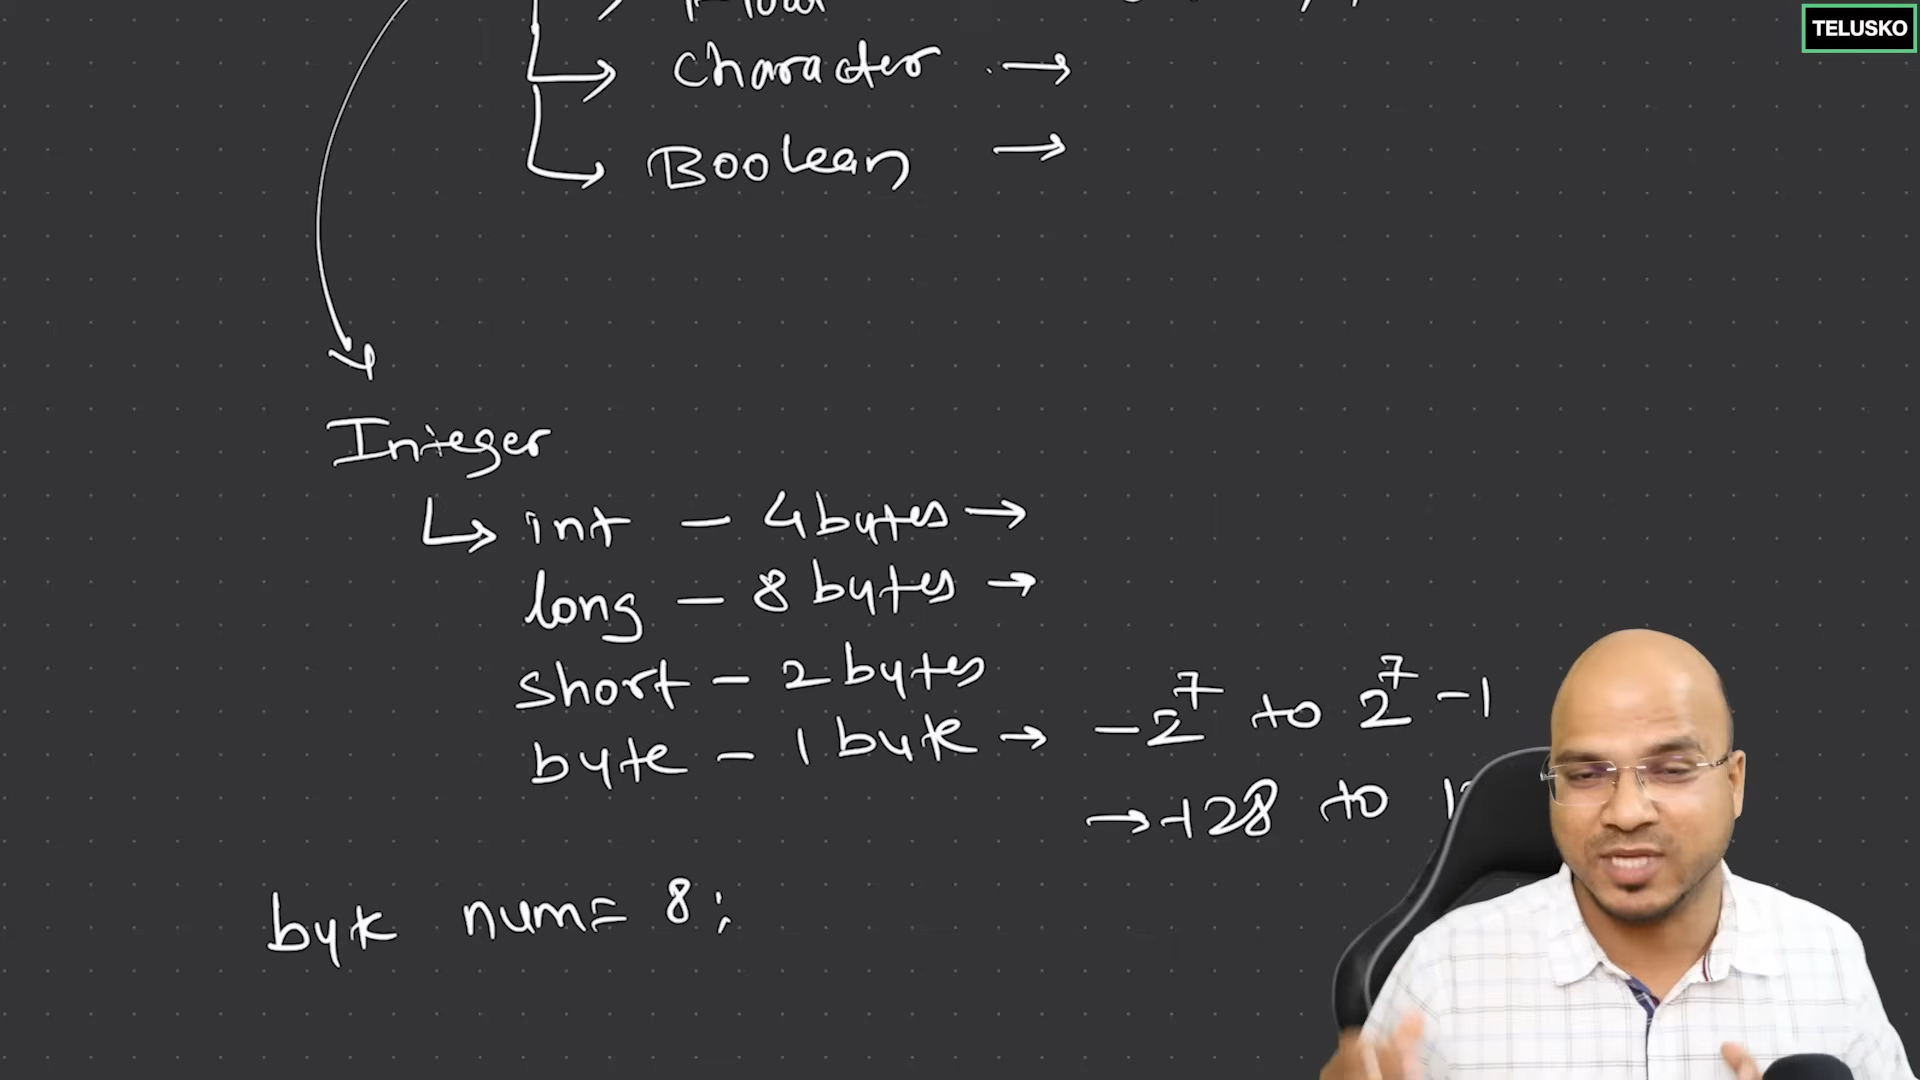 TELUSKO
Character →
Boolean →
Integer
↳ int – 4 bytes →
long – 8 bytes →
short – 2 bytes
byte – 1 byte → -2^7 to 2^7 - 1
→ -128 to
byte num = 8;